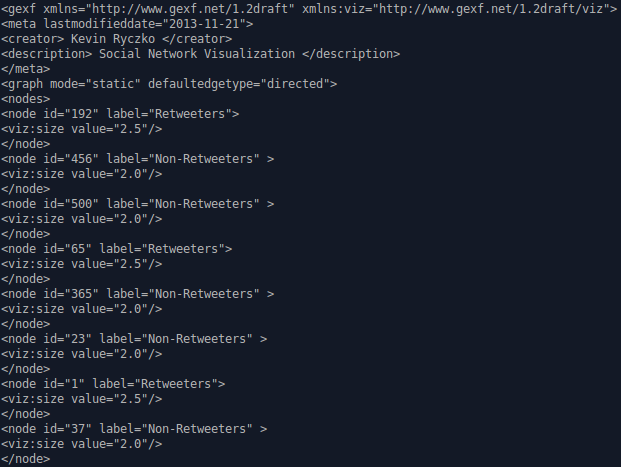 <gexf xmlns="http://www.gexf.net/1.2draft" xmlns:viz="http://www.gexf.net/1.2draft/viz">
<meta lastmodifieddate="2013-11-21">
<creator> Kevin Ryczko </creator>
<description> Social Network Visualization </description>
</meta>
<graph mode="static" defaultedgetype="directed">
<nodes>
<node id="192" label="Retweeters">
<viz:size value="2.5"/>
</node>
<node id="456" label="Non-Retweeters" >
<viz:size value="2.0"/>
</node>
<node id="500" label="Non-Retweeters" >
<viz:size value="2.0"/>
</node>
<node id="65" label="Retweeters">
<viz:size value="2.5"/>
</node>
<node id="365" label="Non-Retweeters" >
<viz:size value="2.0"/>
</node>
<node id="23" label="Non-Retweeters" >
<viz:size value="2.0"/>
</node>
<node id="1" label="Retweeters">
<viz:size value="2.5"/>
</node>
<node id="37" label="Non-Retweeters" >
<viz:size value="2.0"/>
</node>